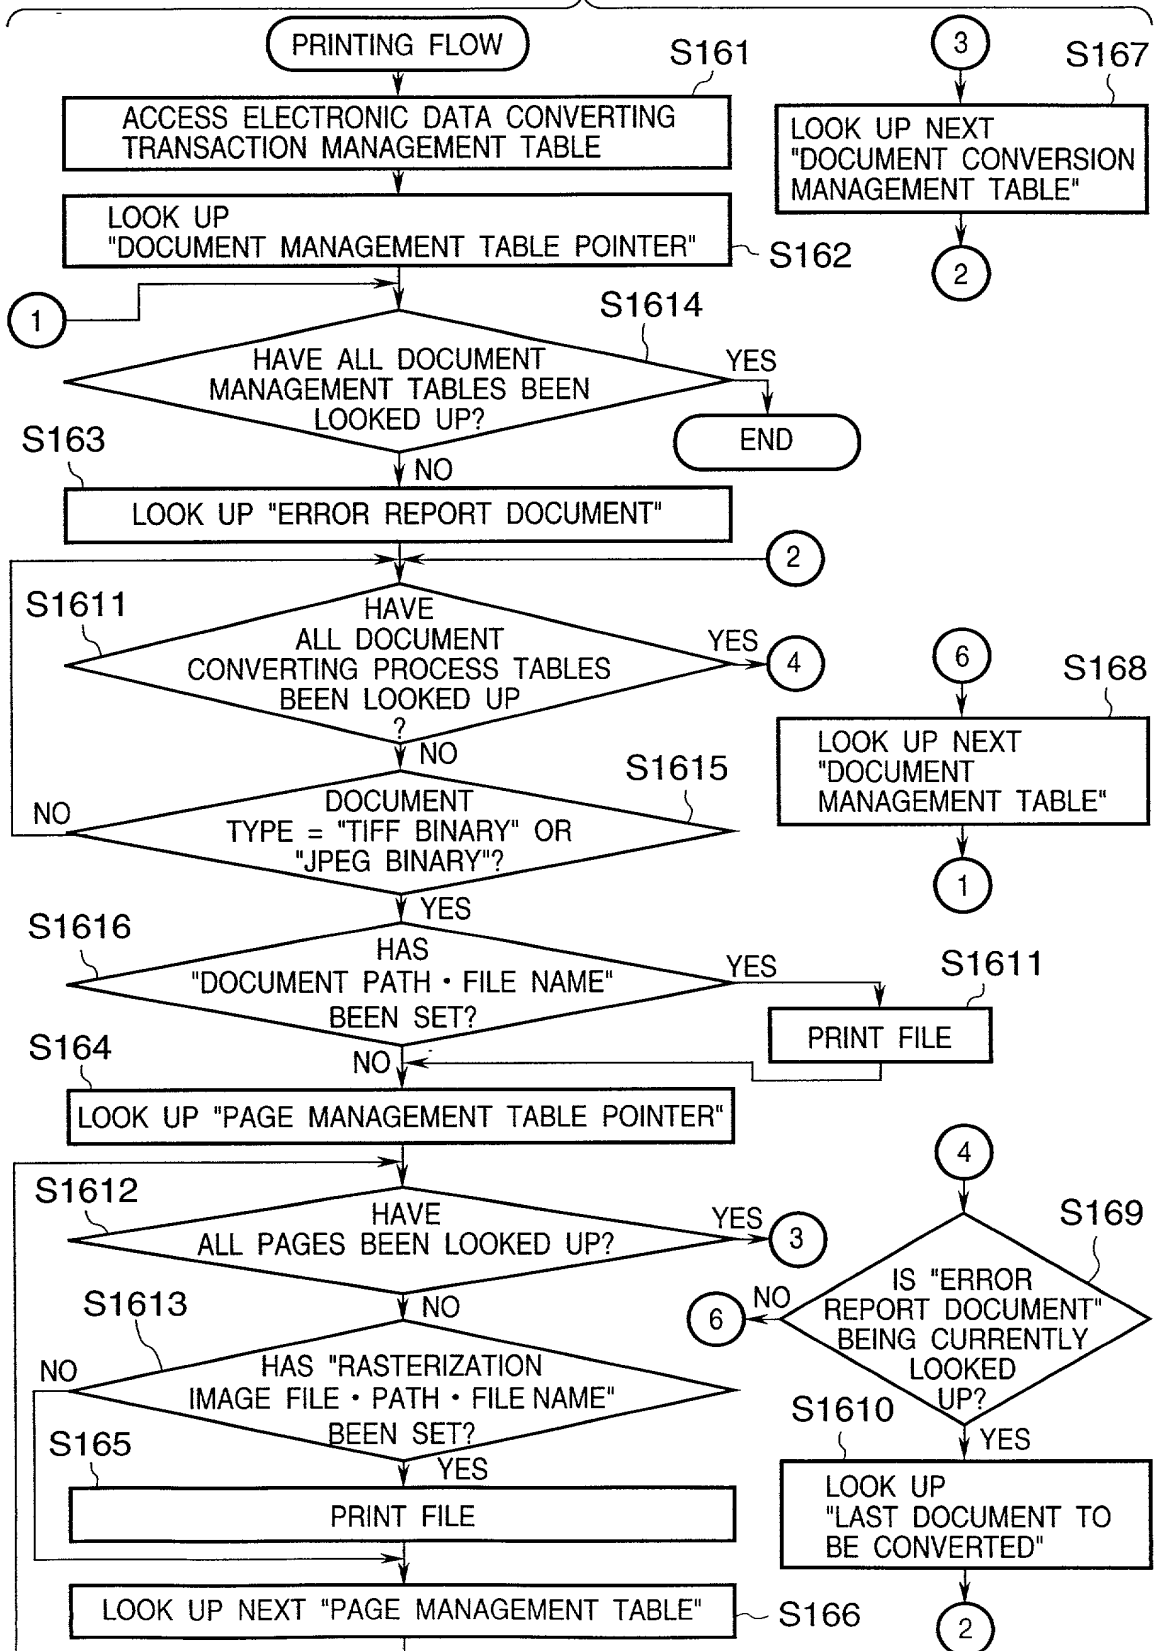 PRINTING FLOW
S161
ACCESS ELECTRONIC DATA CONVERTING
TRANSACTION MANAGEMENT TABLE
LOOK UP
"DOCUMENT MANAGEMENT TABLE POINTER"
S162
1
S1614
HAVE ALL DOCUMENT
MANAGEMENT TABLES BEEN
LOOKED UP?
YES
END
NO
S163
LOOK UP "ERROR REPORT DOCUMENT"
2
S1611
HAVE
ALL DOCUMENT
CONVERTING PROCESS TABLES
BEEN LOOKED UP
?
YES
4
NO
S1615
DOCUMENT
TYPE = "TIFF BINARY" OR
"JPEG BINARY"?
NO
YES
S1616
HAS
"DOCUMENT PATH・FILE NAME"
BEEN SET?
YES
S1611
PRINT FILE
NO
S164
LOOK UP "PAGE MANAGEMENT TABLE POINTER"
S1612
HAVE
ALL PAGES BEEN LOOKED UP?
YES
3
NO
S1613
HAS "RASTERIZATION
IMAGE FILE・PATH・FILE NAME"
BEEN SET?
NO
YES
S165
PRINT FILE
LOOK UP NEXT "PAGE MANAGEMENT TABLE"
S166
3
S167
LOOK UP NEXT
"DOCUMENT CONVERSION
MANAGEMENT TABLE"
2
6
S168
LOOK UP NEXT
"DOCUMENT
MANAGEMENT TABLE"
1
4
S169
IS "ERROR
REPORT DOCUMENT"
BEING CURRENTLY
LOOKED
UP?
NO
6
YES
S1610
LOOK UP
"LAST DOCUMENT TO
BE CONVERTED"
2